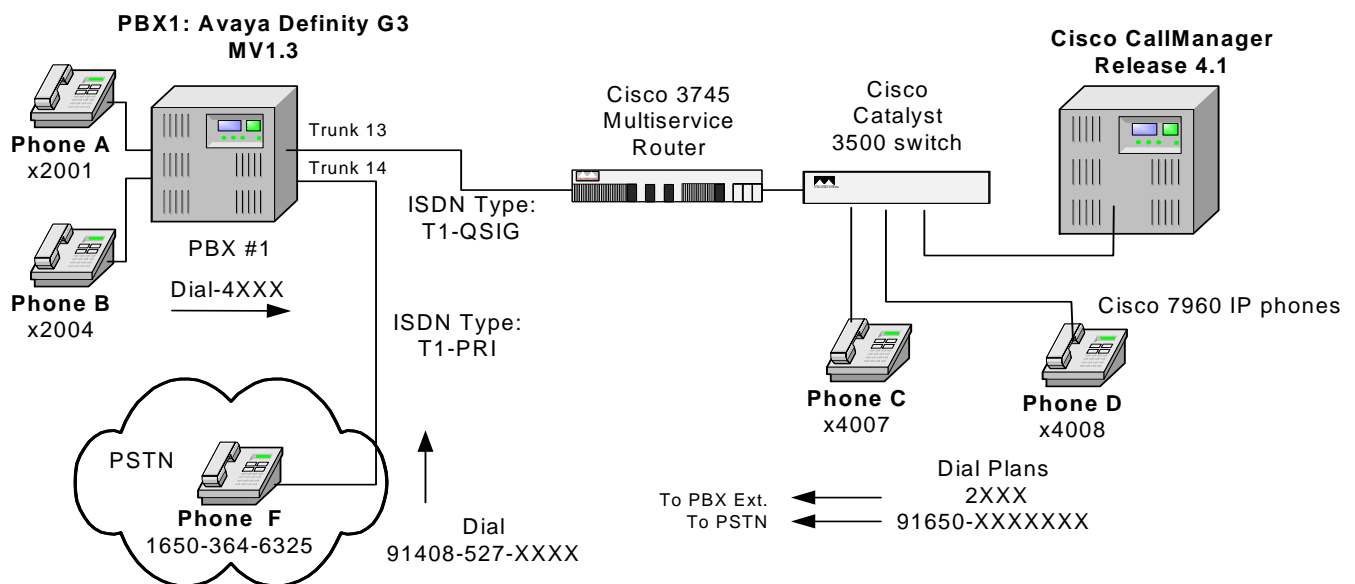 PBX1: Avaya Definity G3
MV1.3
Cisco CallManager
Release 4.1
Phone A
x2001
Trunk 13
Trunk 14
Cisco 3745
Multiservice
Router
Cisco
Catalyst
3500 switch
ISDN Type:
T1-QSIG
PBX #1
Phone B
x2004
Dial-4XXX
ISDN Type:
T1-PRI
Cisco 7960 IP phones
Phone C
x4007
Phone D
x4008
PSTN
Phone F
1650-364-6325
Dial
91408-527-XXXX
Dial Plans
To PBX Ext.
2XXX
To PSTN
91650-XXXXXXX